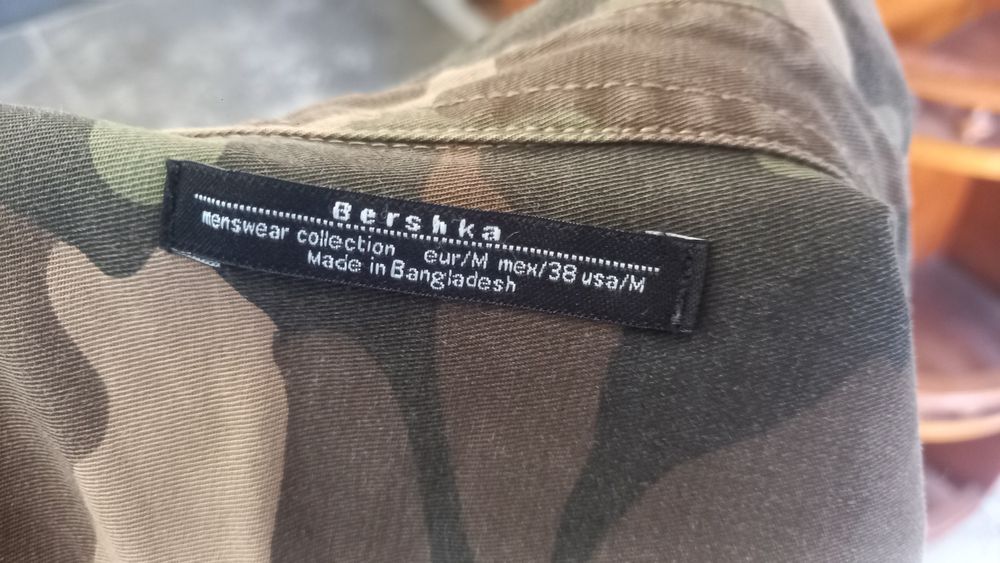 Bershka
menswear collection eur/M mex/38 usa/M
Made in Bangladesh